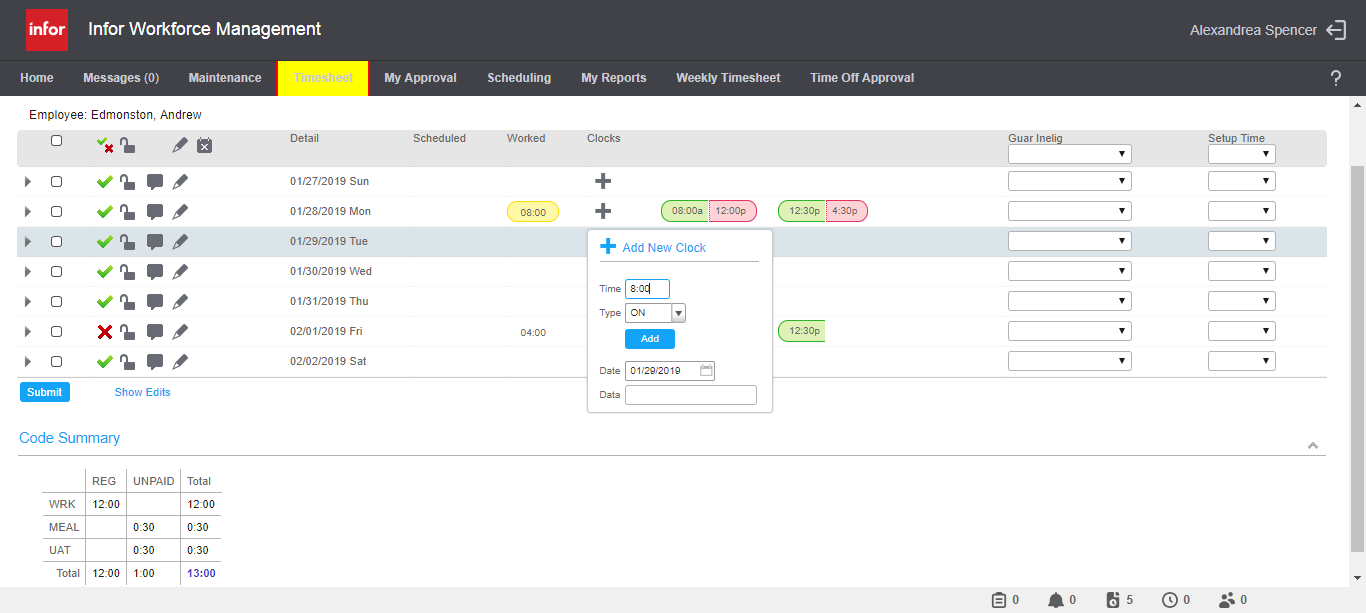 infor Infor Workforce Management Alexandrea Spencer
Home Messages (0) Maintenance Timesheet My Approval Scheduling My Reports Weekly Timesheet Time Off Approval ?
Employee: Edmonston, Andrew
Detail Scheduled Worked Clocks Guar Inelig Setup Time
01/27/2019 Sun
01/28/2019 Mon 08:00 08:00a 12:00p 12:30p 4:30p
01/29/2019 Tue
Add New Clock
01/30/2019 Wed
Time 8:00
01/31/2019 Thu
Type ON
02/01/2019 Fri 04:00 12:30p
Add
02/02/2019 Sat
Date 01/29/2019
Submit Show Edits
Data
Code Summary
REG UNPAID Total
WRK 12:00 12:00
MEAL 0:30 0:30
UAT 0:30 0:30
Total 12:00 1:00 13:00
0 0 5 0 0